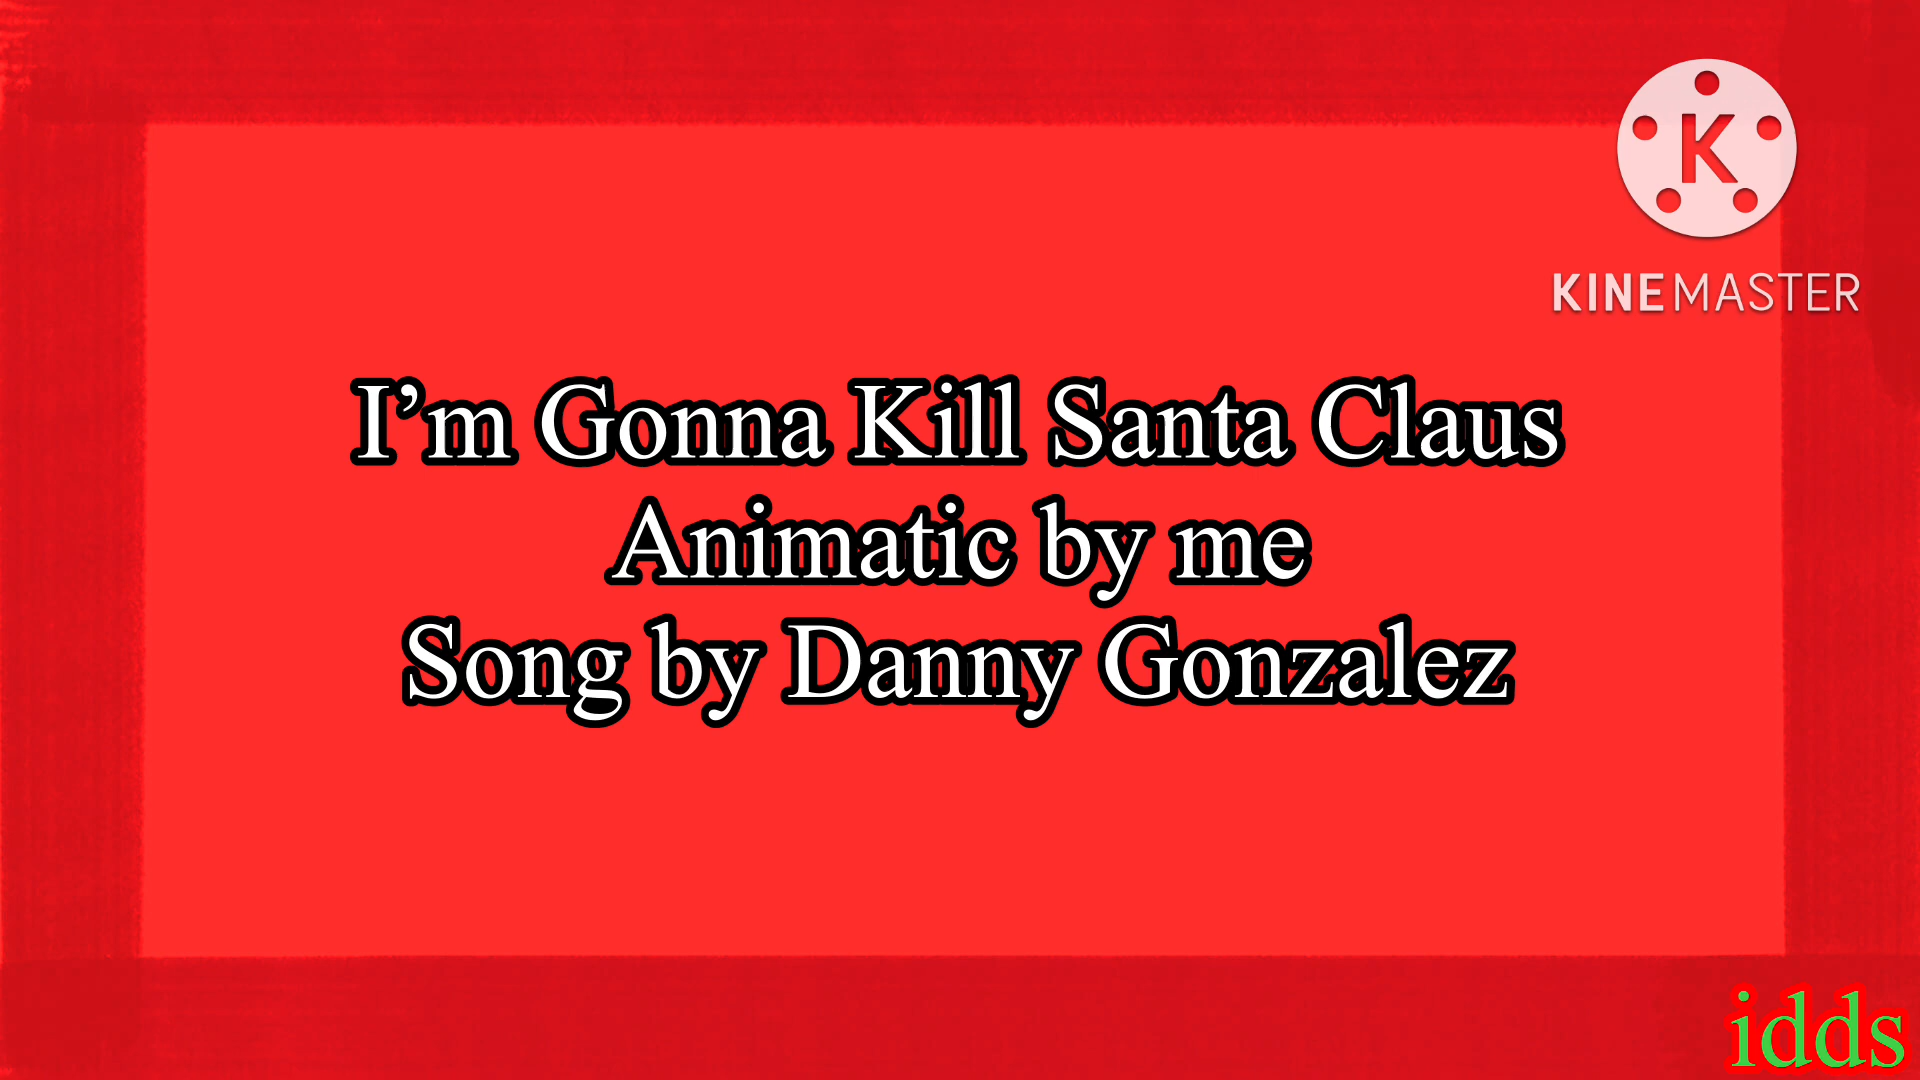 K
KINEMASTER
I’m Gonna Kill Santa Claus
Animatic by me
Song by Danny Gonzalez
idds